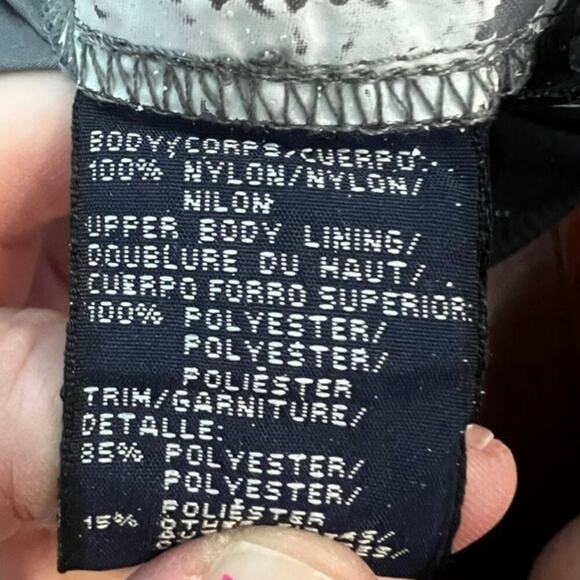 BODY/CORPS/CUERPO:
100% NYLON/NYLON/
NILON
UPPER BODY LINING/
DOUBLURE DU HAUT/
CUERPO FORRO SUPERIOR:
100% POLYESTER/
POLYESTER/
POLIÉSTER
TRIM/GARNITURE/
DETALLE:
85% POLYESTER/
POLYESTER/
POLIÉSTER
15%